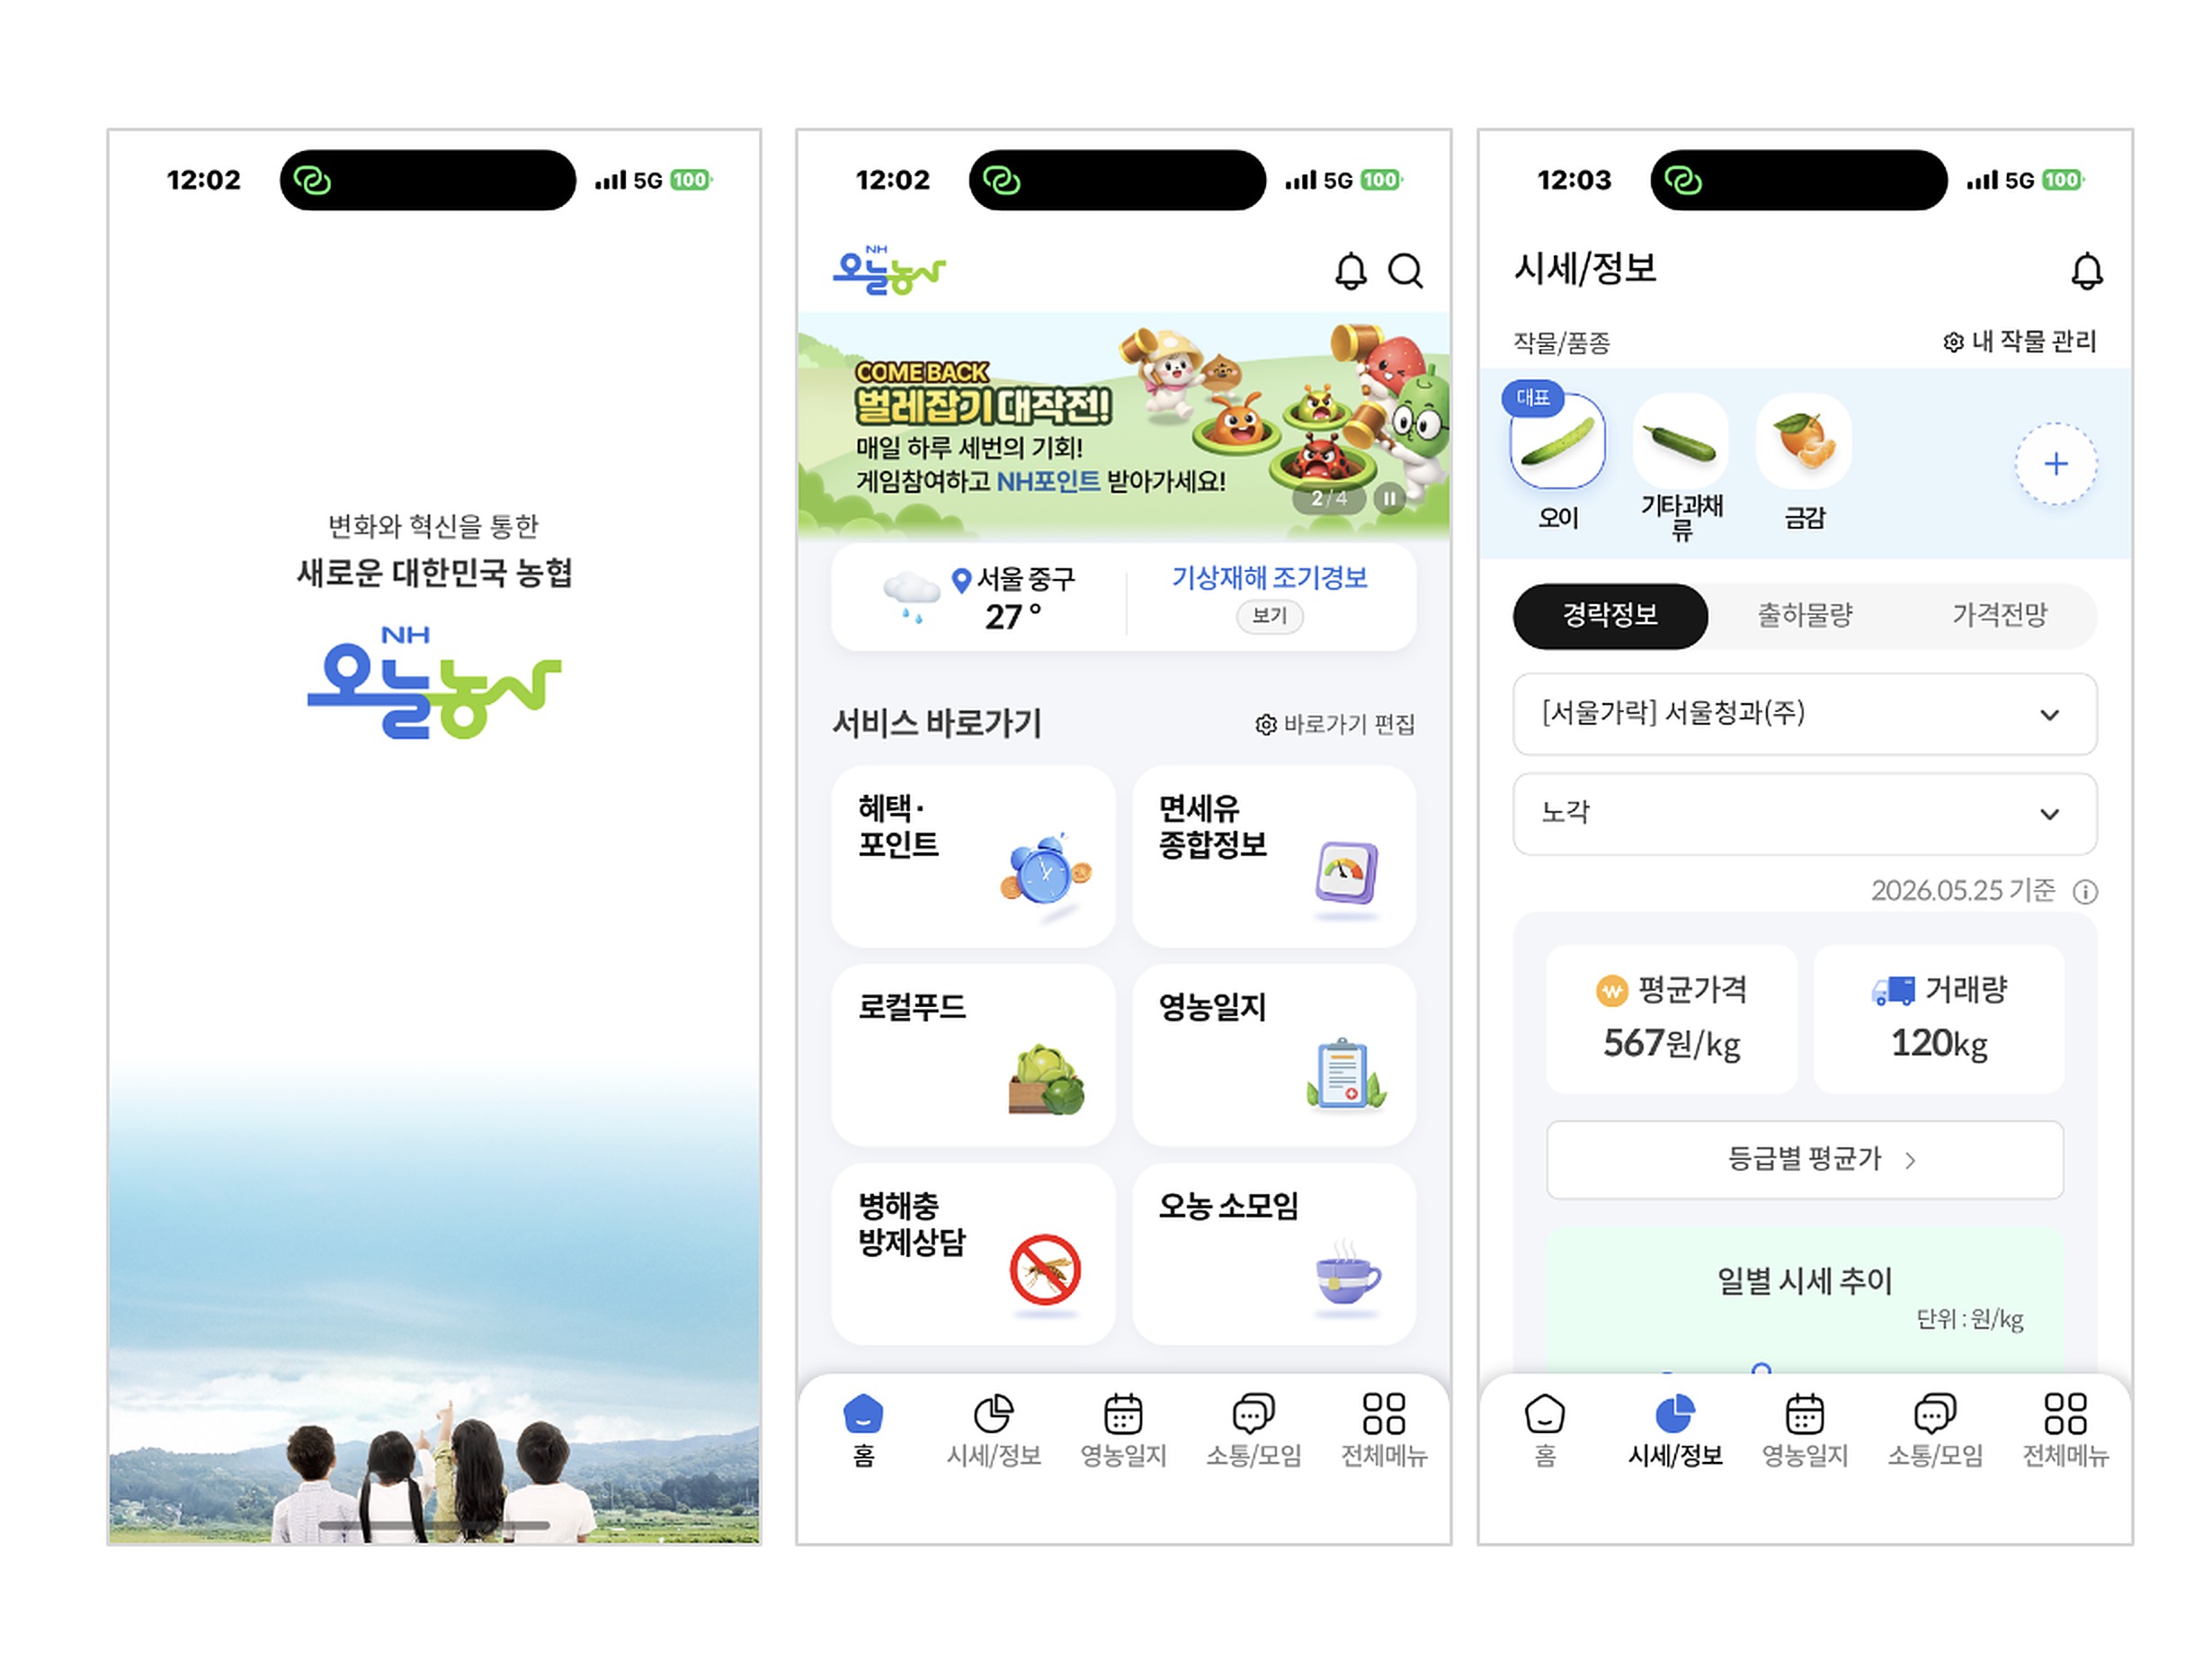 12:02
5G 100
변화와 혁신을 통한
새로운 대한민국 농협
NH
오늘농사
12:02
5G 100
NH
오늘농사
COME BACK
벌레잡기 대작전!
매일 하루 세번의 기회!
게임참여하고 NH포인트 받아가세요!
2/4
서울 중구
27°
기상재해 조기경보
보기
서비스 바로가기
바로가기 편집
혜택·
포인트
면세유
종합정보
로컬푸드
영농일지
병해충
방제상담
오농 소모임
홈
시세/정보
영농일지
소통/모임
전체메뉴
12:03
5G 100
시세/정보
작물/품종
내 작물 관리
대표
오이
기타과채
류
금감
경락정보
출하물량
가격전망
[서울가락] 서울청과(주)
노각
2026.05.25 기준
평균가격
567원/kg
거래량
120kg
등급별 평균가
일별 시세 추이
단위 : 원/kg
홈
시세/정보
영농일지
소통/모임
전체메뉴